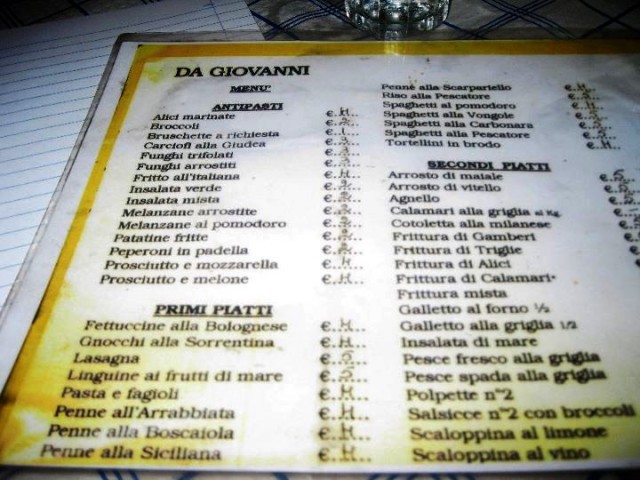 DA GIOVANNI
MENU'
ANTIPASTI
Alici marinate €.
Broccoli €.
Bruschette a richiesta €.
Carciofi alla Giudea €.
Funghi trifolati €.
Funghi arrostiti €.
Fritto all'italiana €.
Insalata verde €.
Insalata mista €.
Melanzane arrostite €.
Melanzane al pomodoro €.
Patatine fritte €.
Peperoni in padella €.
Prosciutto e mozzarella €.
Prosciutto e melone €.
PRIMI PIATTI
Fettuccine alla Bolognese €.
Gnocchi alla Sorrentina €.
Lasagna €.5..
Linguine ai frutti di mare €.5..
Pasta e fagioli €.
Penne all'Arrabbiata €.
Penne alla Boscaiola €.
Penne alla Siciliana €.
Penne alla Scarpariello €.
Riso alla Pescatore €.
Spaghetti al pomodoro €.
Spaghetti alla Vongole €.
Spaghetti alla Carbonara €.
Spaghetti alla Pescatore €.
Tortellini in brodo €.
SECONDI PIATTI
Arrosto di maiale €.
Arrosto di vitello €.
Agnello €.
Calamari alla griglia al Kg. €.
Cotoletta alla milanese €.
Frittura di Gamberi
Frittura di Triglie
Frittura di Alici
Frittura di Calamari
Frittura mista
Galletto al forno ½
Galletto alla griglia 1/2
Insalata di mare
Pesce fresco alla griglia
Pesce spada alla griglia
Polpette n°2
Salsicce n°2 con broccoli
Scaloppina al limone
Scaloppina al vino